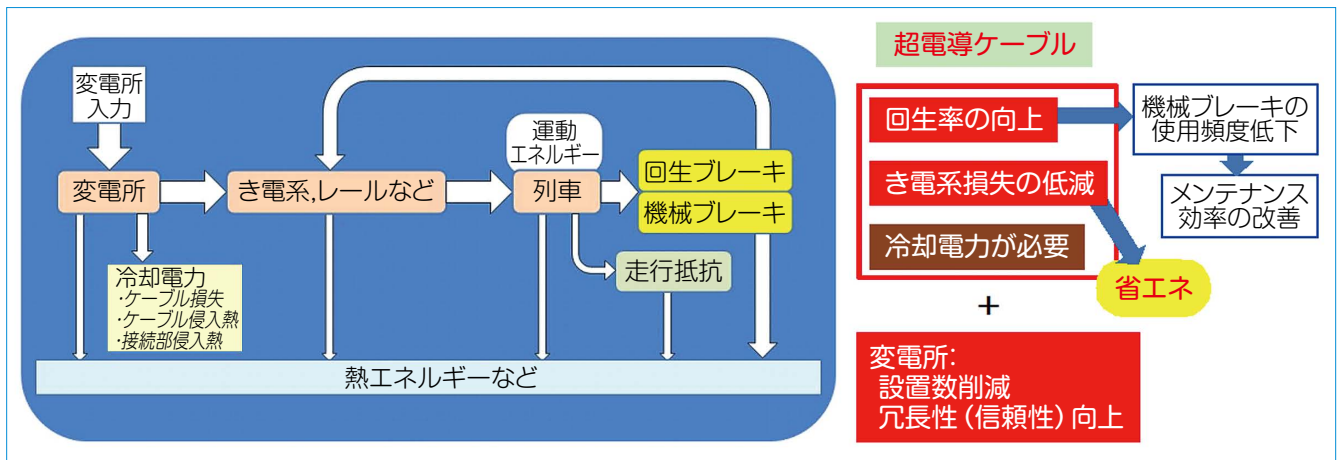 変電所
入力
変電所
き電系,レールなど
運動
エネルギー
列車
回生ブレーキ
機械ブレーキ
走行抵抗
冷却電力
・ケーブル損失
・ケーブル侵入熱
・接続部侵入熱
熱エネルギーなど
超電導ケーブル
回生率の向上
き電系損失の低減
冷却電力が必要
機械ブレーキの
使用頻度低下
メンテナンス
効率の改善
省エネ
+
変電所:
設置数削減
冗長性(信頼性)向上